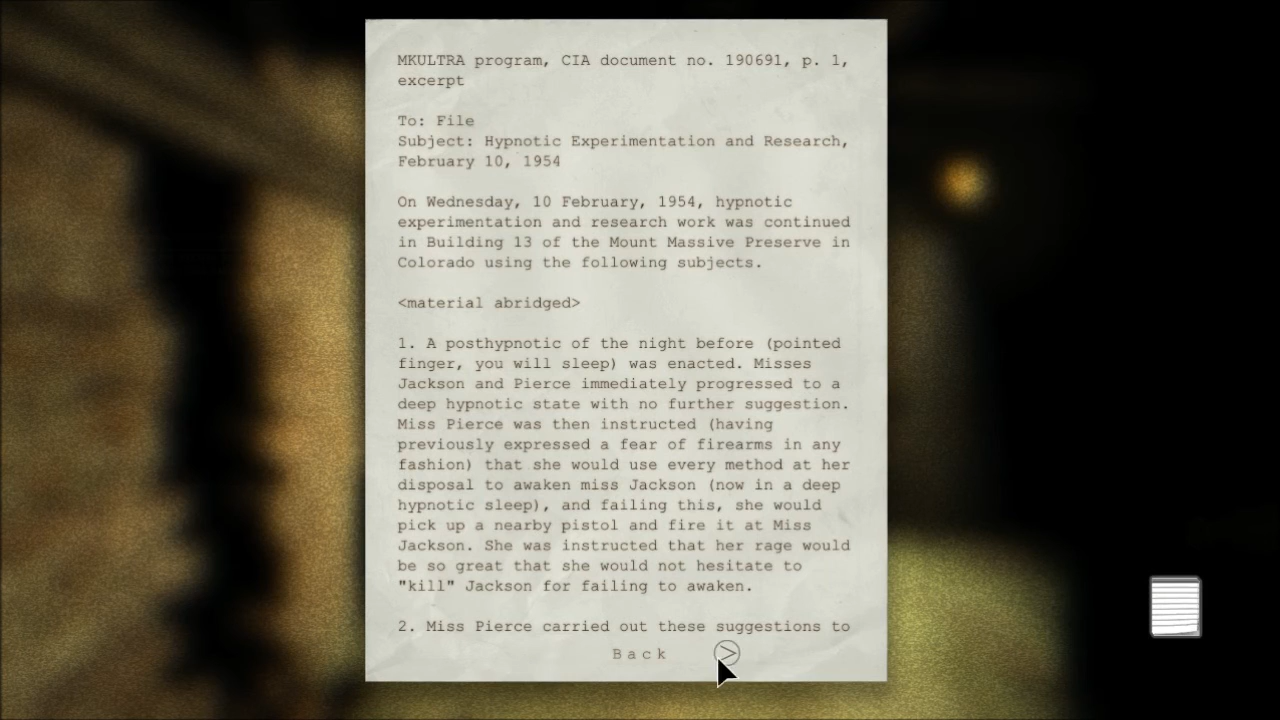 MKULTRA program, CIA document no. 190691, p. 1,
excerpt
To: File
Subject: Hypnotic Experimentation and Research,
February 10, 1954
On Wednesday, 10 February, 1954, hypnotic
experimentation and research work was continued
in Building 13 of the Mount Massive Preserve in
Colorado using the following subjects.
<material abridged>
1. A posthypnotic of the night before (pointed
finger, you will sleep) was enacted. Misses
Jackson and Pierce immediately progressed to a
deep hypnotic state with no further suggestion.
Miss Pierce was then instructed (having
previously expressed a fear of firearms in any
fashion) that she would use every method at her
disposal to awaken miss Jackson (now in a deep
hypnotic sleep), and failing this, she would
pick up a nearby pistol and fire it at Miss
Jackson. She was instructed that her rage would
be so great that she would not hesitate to
"kill" Jackson for failing to awaken.
2. Miss Pierce carried out these suggestions to
Back >